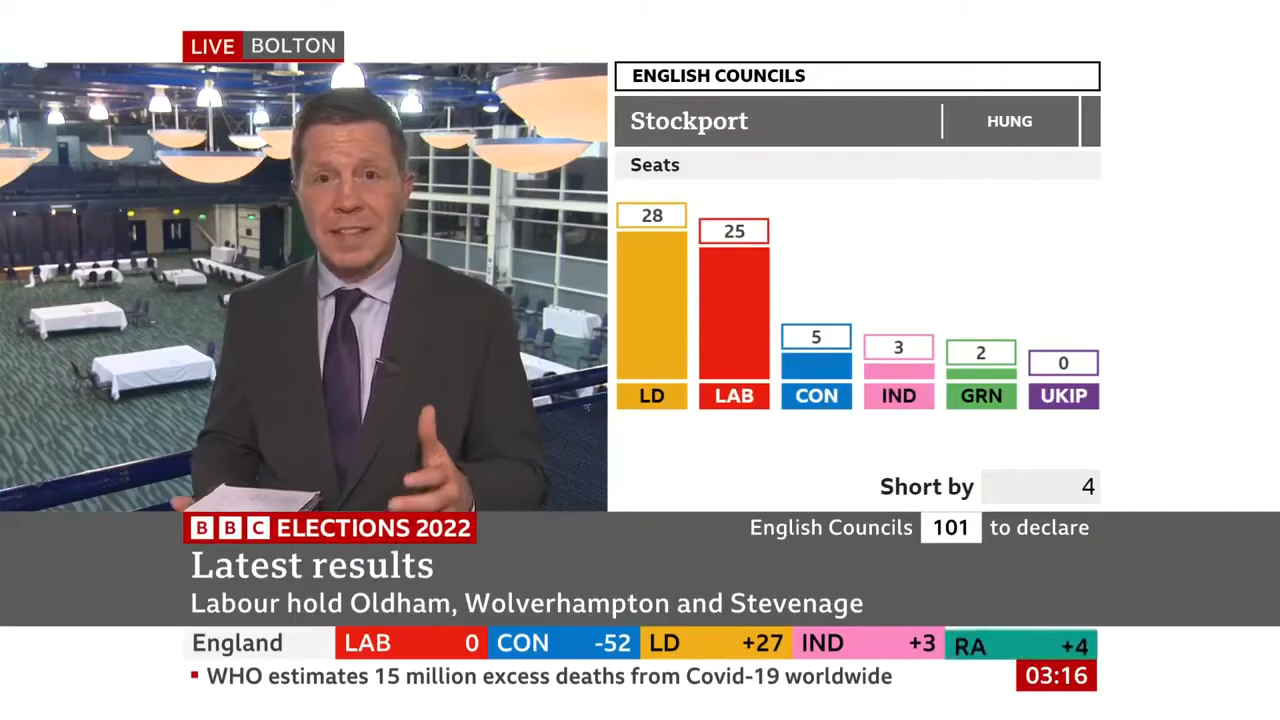 LIVE BOLTON
ENGLISH COUNCILS
Stockport HUNG
Seats
28 25 5 3 2 0
LD LAB CON IND GRN UKIP
Short by 4
BBC ELECTIONS 2022
English Councils 101 to declare
Latest results
Labour hold Oldham, Wolverhampton and Stevenage
England LAB 0 CON -52 LD +27 IND +3 RA +4
WHO estimates 15 million excess deaths from Covid-19 worldwide
03:16